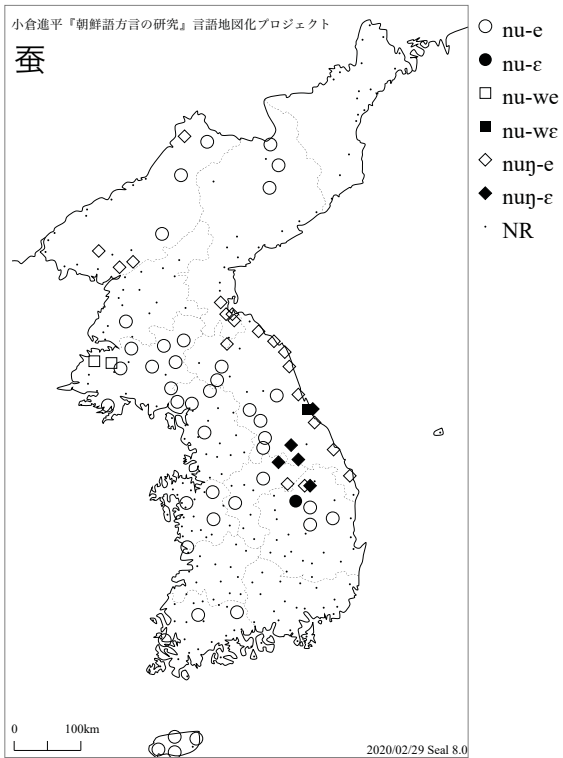 小倉進平『朝鮮語方言の研究』言語地図化プロジェクト
蚕
nu-e
nu-ɛ
nu-we
nu-wɛ
nuŋ-e
nuŋ-ɛ
NR
0 100km
2020/02/29 Seal 8.0